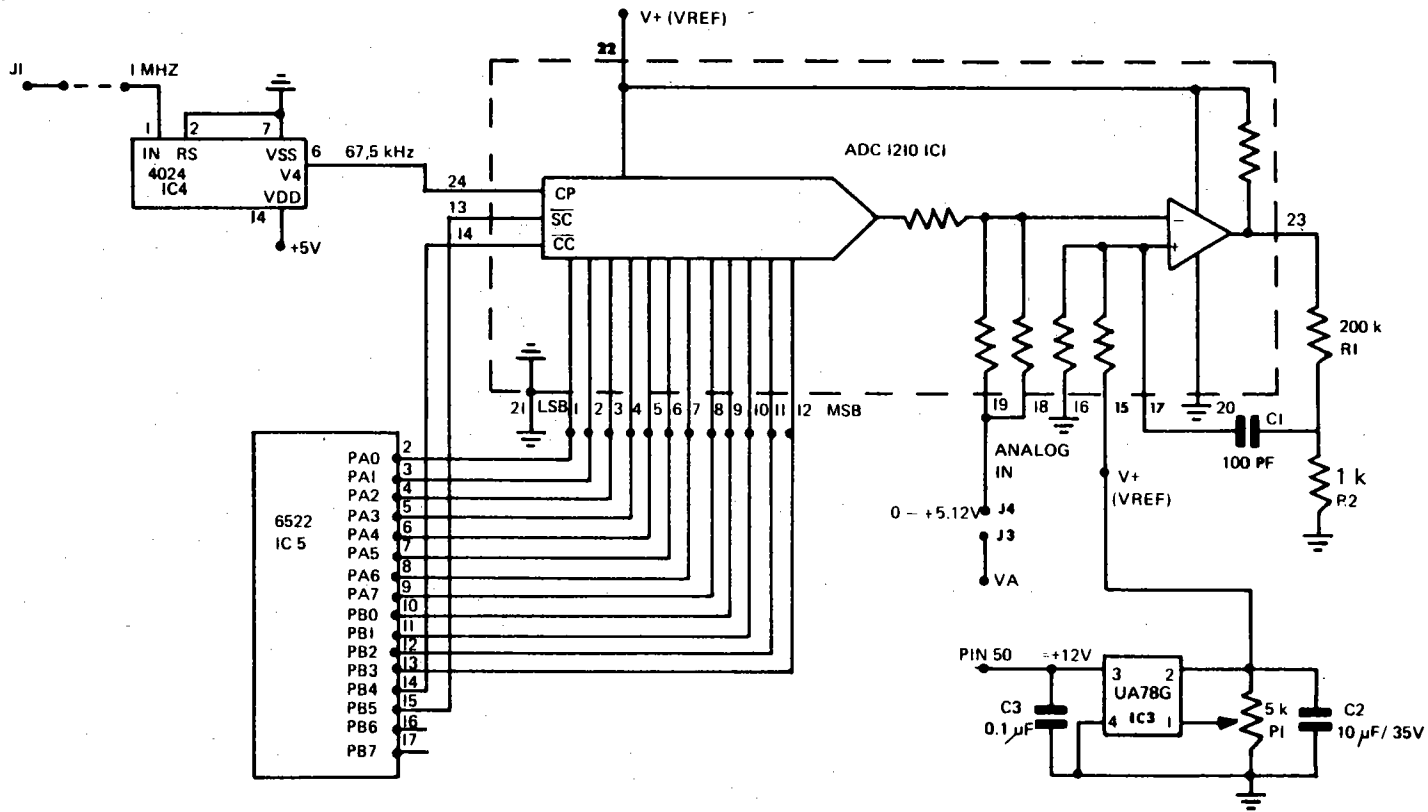 V+ (VREF)
22
J1
1 MHZ
1
2
7
IN
RS
VSS
6
67,5 kHz
4024
V4
IC4
VDD
14
+5V
ADC 1210 IC1
24
CP
13
SC
14
CC
23
200 k
R1
21
LSB
1
2
3
4
5
6
7
8
9
10
11
12
MSB
19
18
16
15
17
20
C1
100 PF
ANALOG
IN
V+
(VREF)
1 k
R2
0 – +5.12V
J4
J3
VA
6522
IC 5
PA0 2
PA1 3
PA2 4
PA3 5
PA4 6
PA5 7
PA6 8
PA7 9
PB0 10
PB1 11
PB2 12
PB3 13
PB4 14
PB5 15
PB6 16
PB7 17
PIN 50
=+12V
3
2
UA78G
4
IC3
1
C3
0.1 µF
5 k
P1
C2
10 µF/ 35V